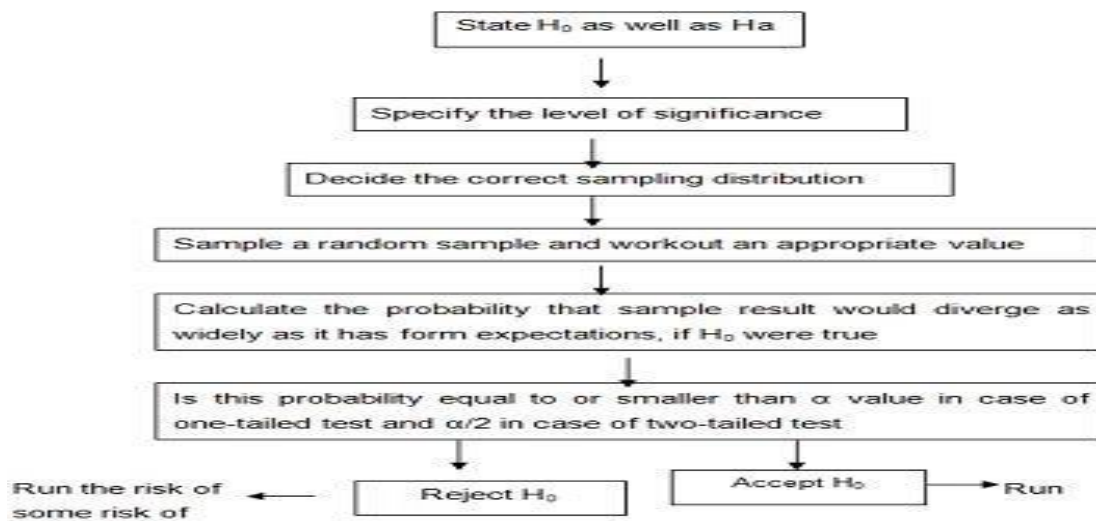 State H₀ as well as Ha
Specify the level of significance
Decide the correct sampling distribution
Sample a random sample and workout an appropriate value
Calculate the probability that sample result would diverge as
widely as it has form expectations, if H₀ were true
Is this probability equal to or smaller than α value in case of
one-tailed test and α/2 in case of two-tailed test
Run the risk of
some risk of
Reject H₀
Accept H₀
Run